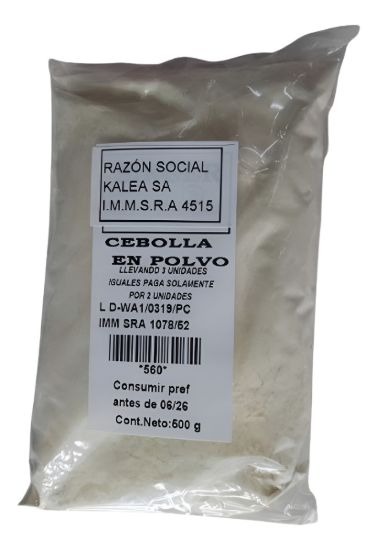 RAZÓN SOCIAL
KALEA SA
I.M.M.S.R.A 4515
CEBOLLA
EN POLVO
LLEVANDO 3 UNIDADES
IGUALES PAGA SOLAMENTE
POR 2 UNIDADES
L D-WA1/0319/PC
IMM SRA 1078/52
*560*
Consumir pref
antes de 06/26
Cont.Neto:500 g